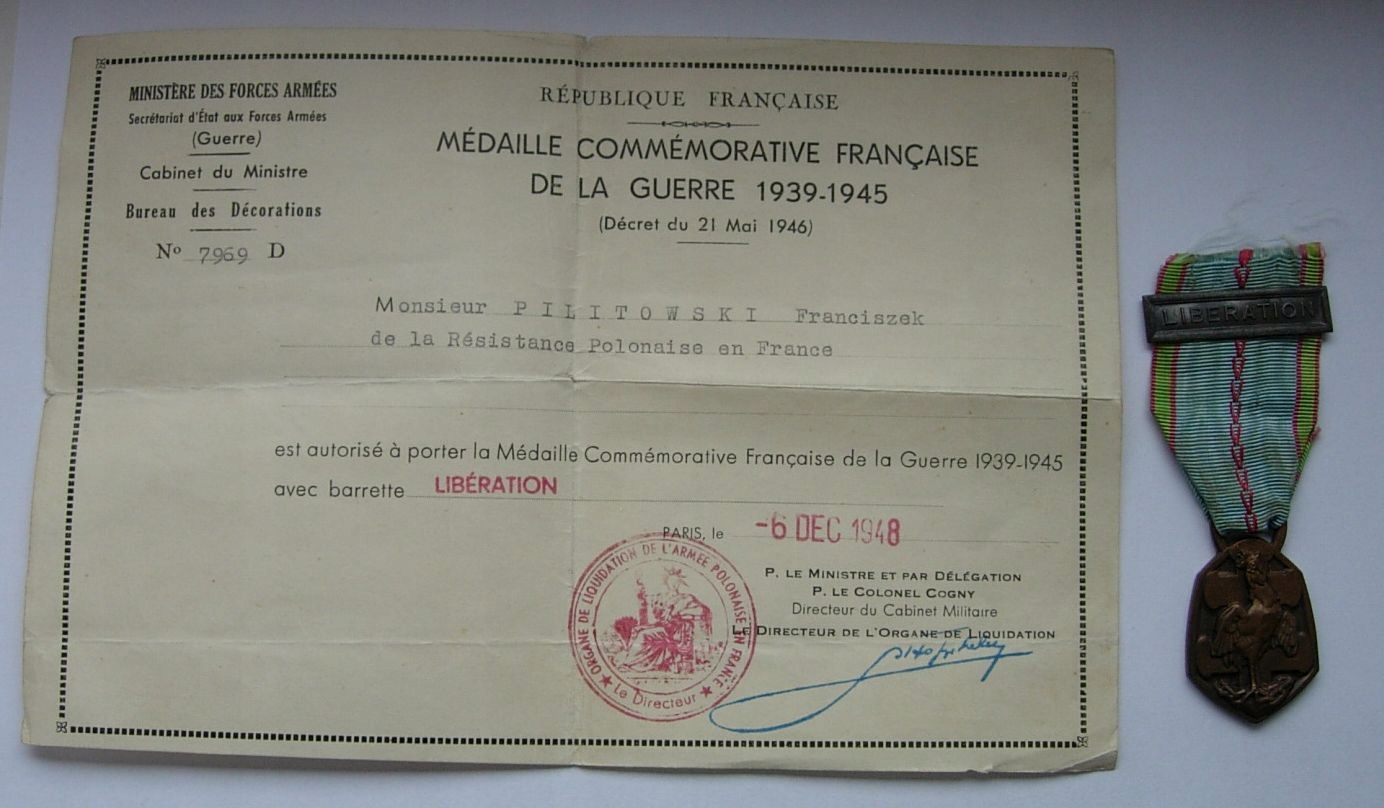 MINISTÈRE DES FORCES ARMÉES
Secrétariat d'État aux Forces Armées
(Guerre)
Cabinet du Ministre
Bureau des Décorations
Nº 7969 D
RÉPUBLIQUE FRANÇAISE
MÉDAILLE COMMÉMORATIVE FRANÇAISE
DE LA GUERRE 1939-1945
(Décret du 21 Mai 1946)
Monsieur PILITOWSKI Franciszek
de la Résistance Polonaise en France
est autorisé à porter la Médaille Commémorative Française de la Guerre 1939-1945
avec barrette LIBÉRATION
PARIS, le -6 DEC 1948
P. LE MINISTRE ET PAR DÉLÉGATION
P. LE COLONEL COGNY
Directeur du Cabinet Militaire
LE DIRECTEUR DE L'ORGANE DE LIQUIDATION
ORGANE DE LIQUIDATION DE L'ARMÉE POLONAISE EN FRANCE
Le Directeur
LIBERATION